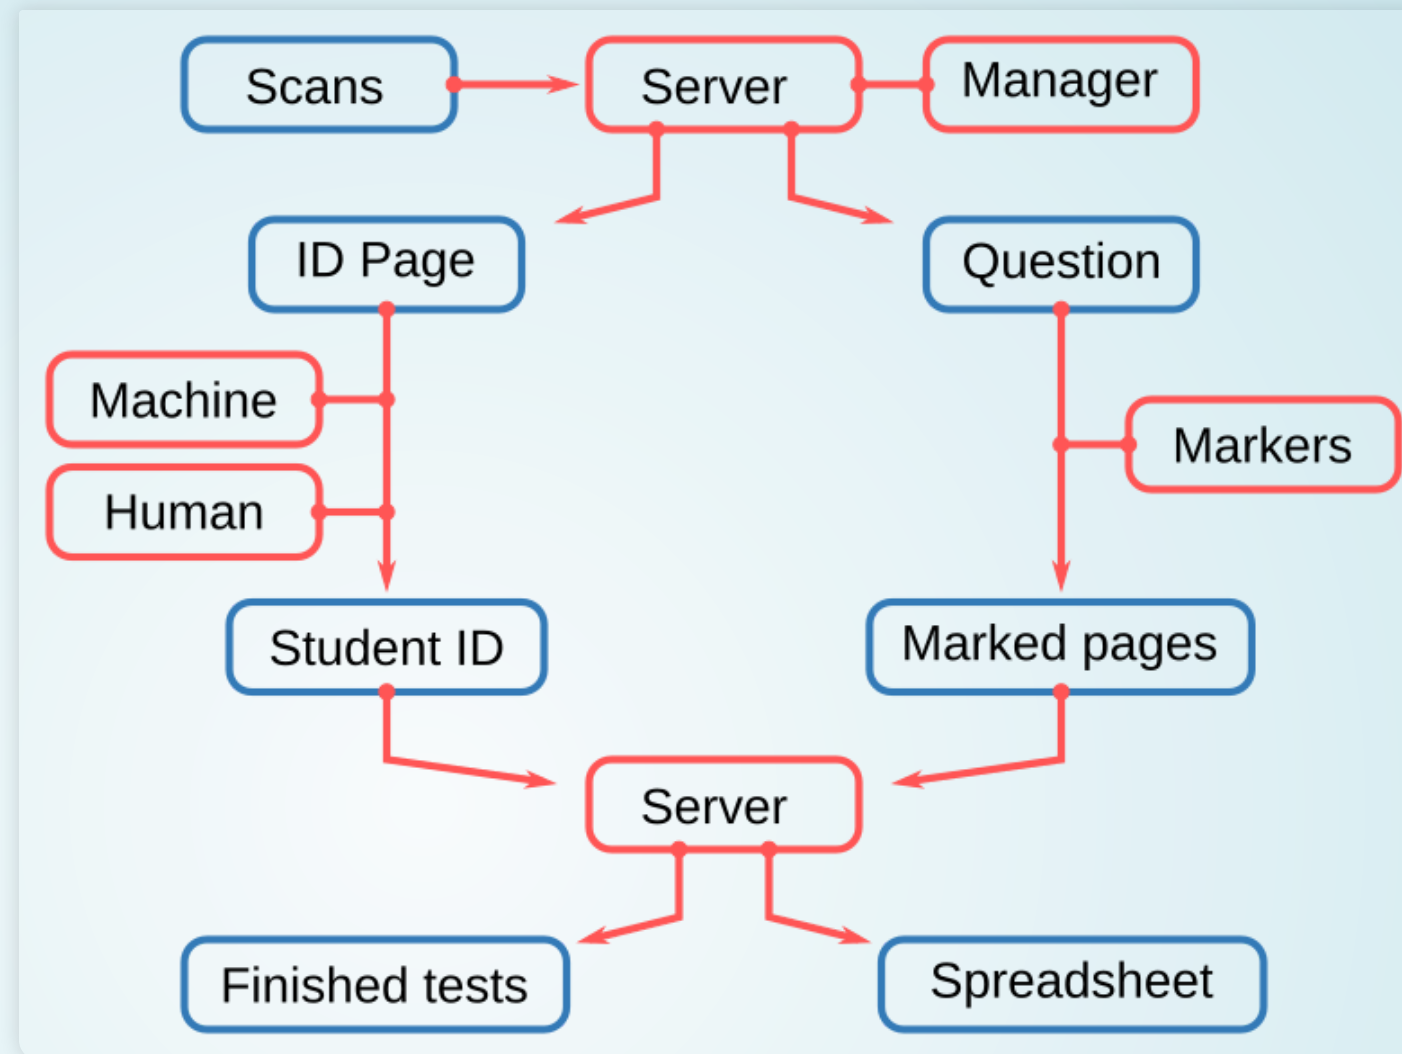 Scans
Server
Manager
ID Page
Question
Machine
Markers
Human
Student ID
Marked pages
Server
Finished tests
Spreadsheet